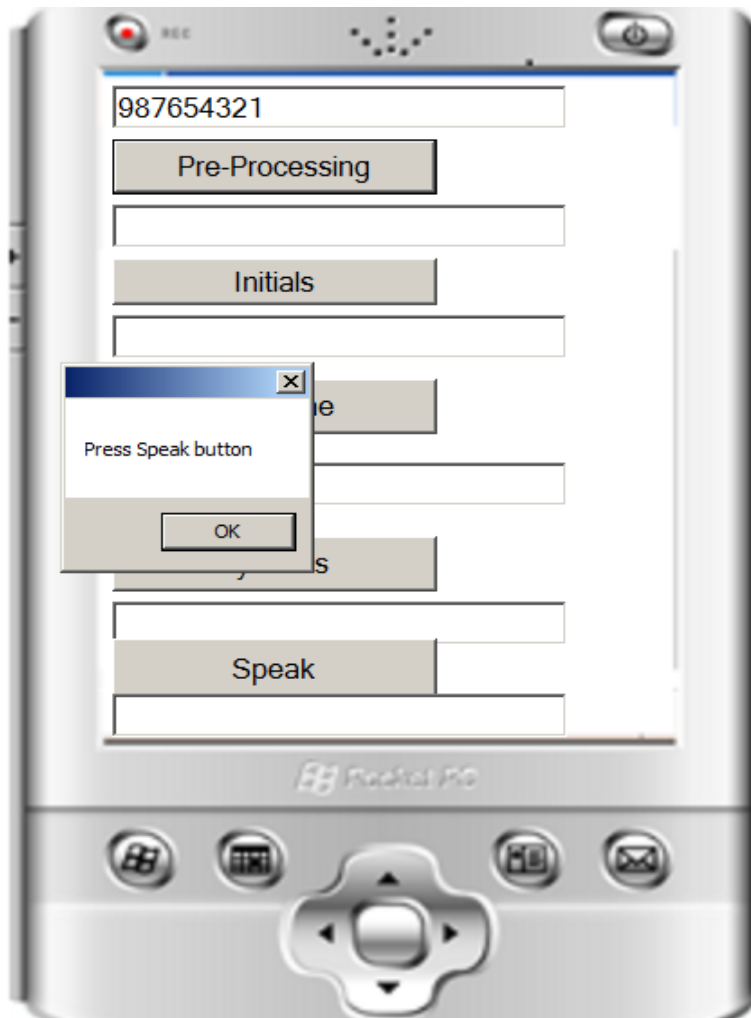 REC
987654321
Pre-Processing
Initials
Press Speak button
OK
Speak
Pocket PC